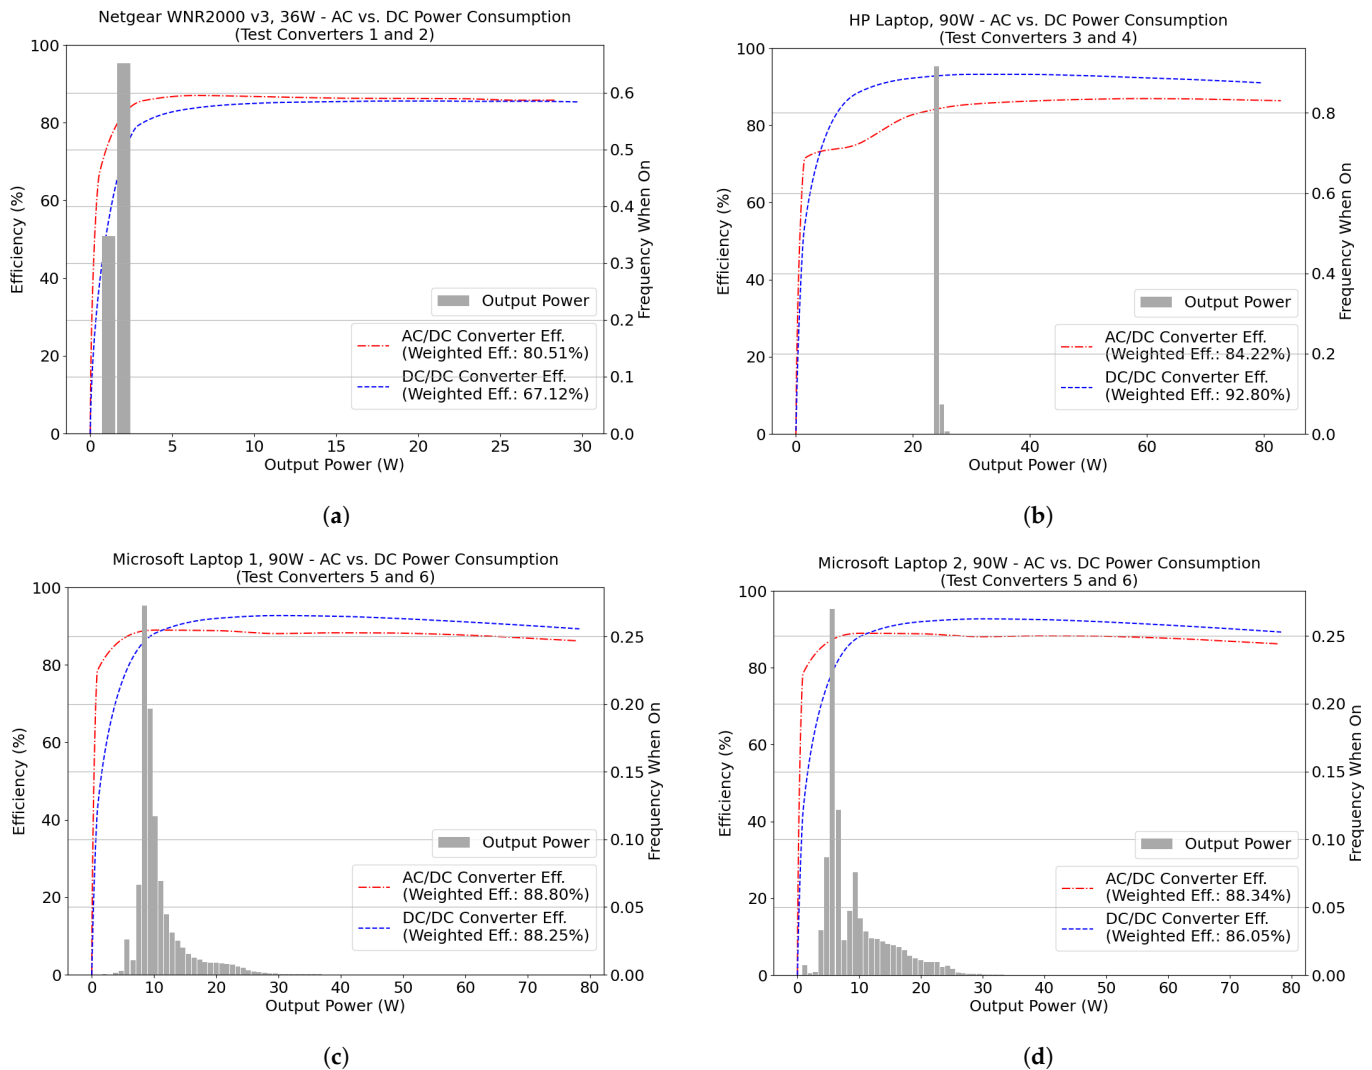 Netgear WNR2000 v3, 36W - AC vs. DC Power Consumption
(Test Converters 1 and 2)
100
80
60
40
20
0
Efficiency (%)
0.6
0.5
0.4
0.3
0.2
0.1
0.0
Frequency When On
Output Power
AC/DC Converter Eff.
(Weighted Eff.: 80.51%)
DC/DC Converter Eff.
(Weighted Eff.: 67.12%)
0 5 10 15 20 25 30
Output Power (W)
(a)
HP Laptop, 90W - AC vs. DC Power Consumption
(Test Converters 3 and 4)
100
80
60
40
20
0
Efficiency (%)
0.8
0.6
0.4
0.2
0.0
Frequency When On
Output Power
AC/DC Converter Eff.
(Weighted Eff.: 84.22%)
DC/DC Converter Eff.
(Weighted Eff.: 92.80%)
0 20 40 60 80
Output Power (W)
(b)
Microsoft Laptop 1, 90W - AC vs. DC Power Consumption
(Test Converters 5 and 6)
100
80
60
40
20
0
Efficiency (%)
0.25
0.20
0.15
0.10
0.05
0.00
Frequency When On
Output Power
AC/DC Converter Eff.
(Weighted Eff.: 88.80%)
DC/DC Converter Eff.
(Weighted Eff.: 88.25%)
0 10 20 30 40 50 60 70 80
Output Power (W)
(c)
Microsoft Laptop 2, 90W - AC vs. DC Power Consumption
(Test Converters 5 and 6)
100
80
60
40
20
0
Efficiency (%)
0.25
0.20
0.15
0.10
0.05
0.00
Frequency When On
Output Power
AC/DC Converter Eff.
(Weighted Eff.: 88.34%)
DC/DC Converter Eff.
(Weighted Eff.: 86.05%)
0 10 20 30 40 50 60 70 80
Output Power (W)
(d)